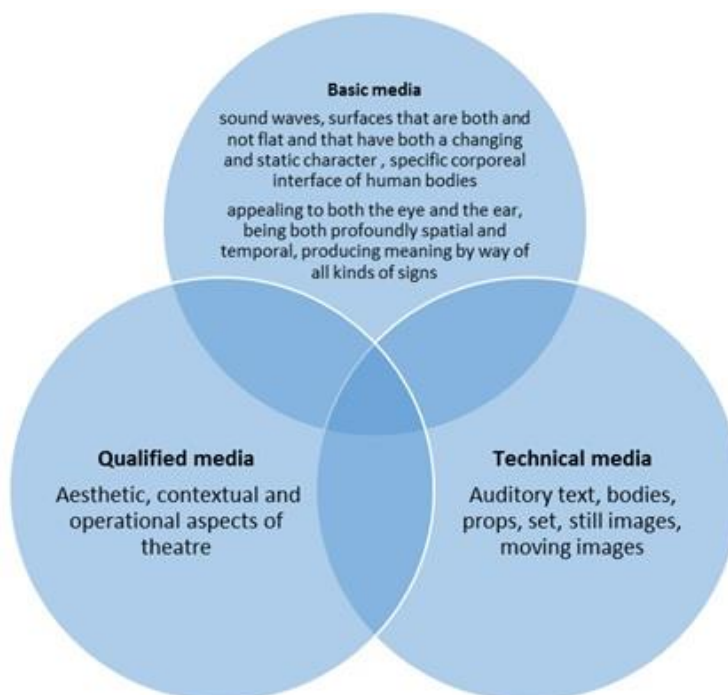 Basic media
sound waves, surfaces that are both and
not flat and that have both a changing
and static character , specific corporeal
interface of human bodies
appealing to both the eye and the ear,
being both profoundly spatial and
temporal, producing meaning by way of
all kinds of signs
Qualified media
Aesthetic, contextual and
operational aspects of
theatre
Technical media
Auditory text, bodies,
props, set, still images,
moving images